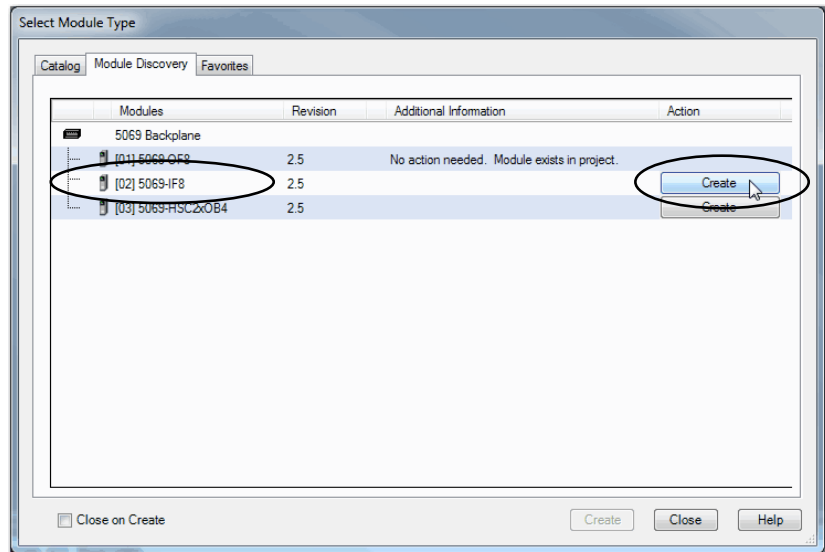 Select Module Type
Catalog Module Discovery Favorites
Modules Revision Additional Information Action
5069 Backplane
[01] 5069-OF8 2.5 No action needed. Module exists in project.
[02] 5069-IF8 2.5 Create
[03] 5069-HSC2xOB4 2.5 Create
Close on Create Create Close Help